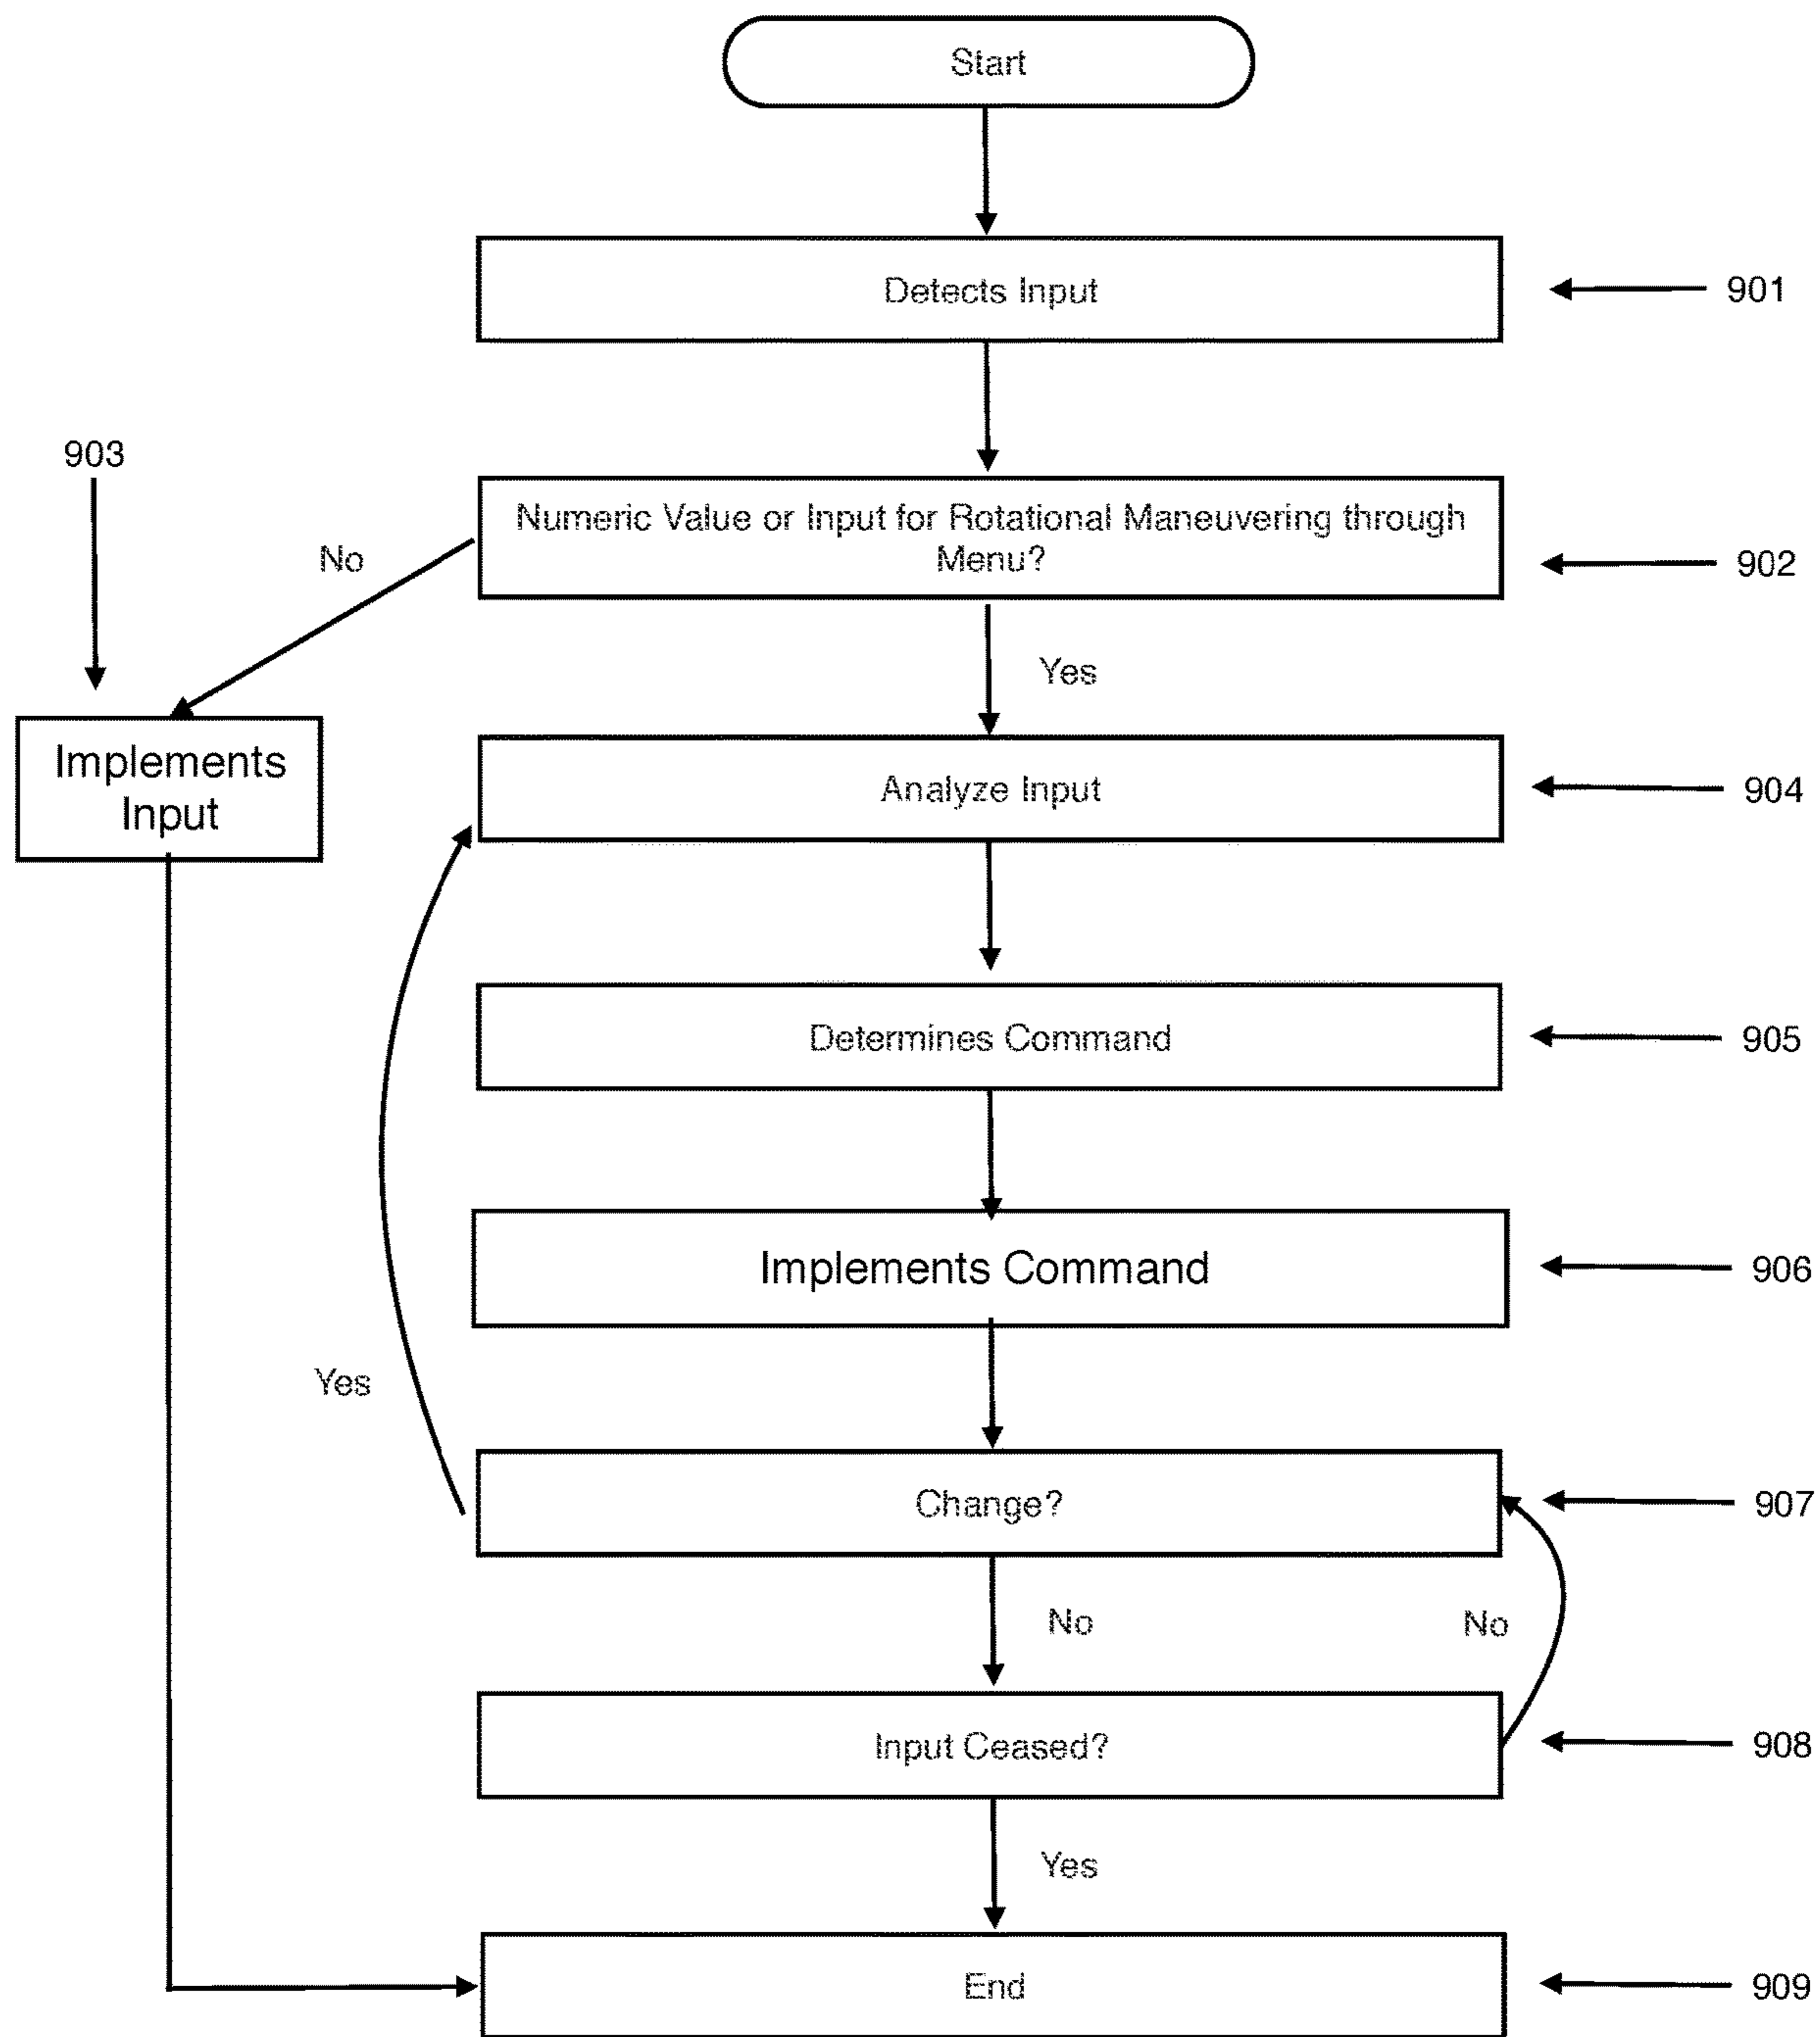 Start
Detects Input
901
903
Numeric Value or Input for Rotational Maneuvering through
Menu?
902
No
Yes
Implements
Input
Analyze Input
904
Determines Command
905
Implements Command
906
Yes
Change?
907
No
No
Input Ceased?
908
Yes
End
909